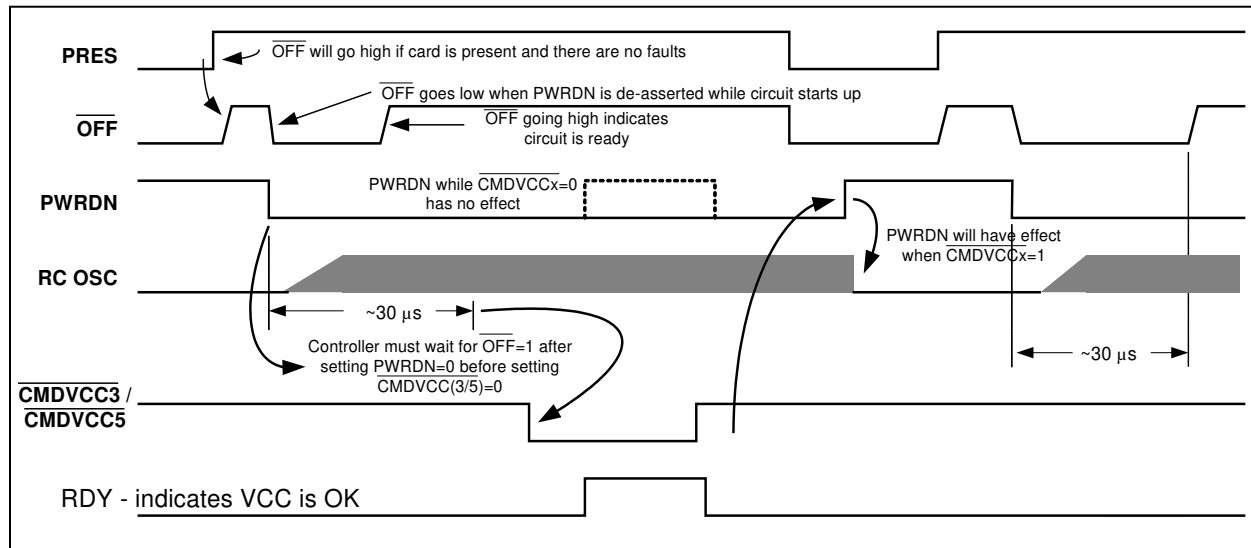 PRES
OFF will go high if card is present and there are no faults
OFF goes low when PWRDN is de-asserted while circuit starts up
OFF
OFF going high indicates
circuit is ready
PWRDN
PWRDN while CMDVCCx=0
has no effect
PWRDN will have effect
when CMDVCCx=1
RC OSC
~30 μs
~30 μs
Controller must wait for OFF=1 after
setting PWRDN=0 before setting
CMDVCC(3/5)=0
CMDVCC3 /
CMDVCC5
RDY - indicates VCC is OK